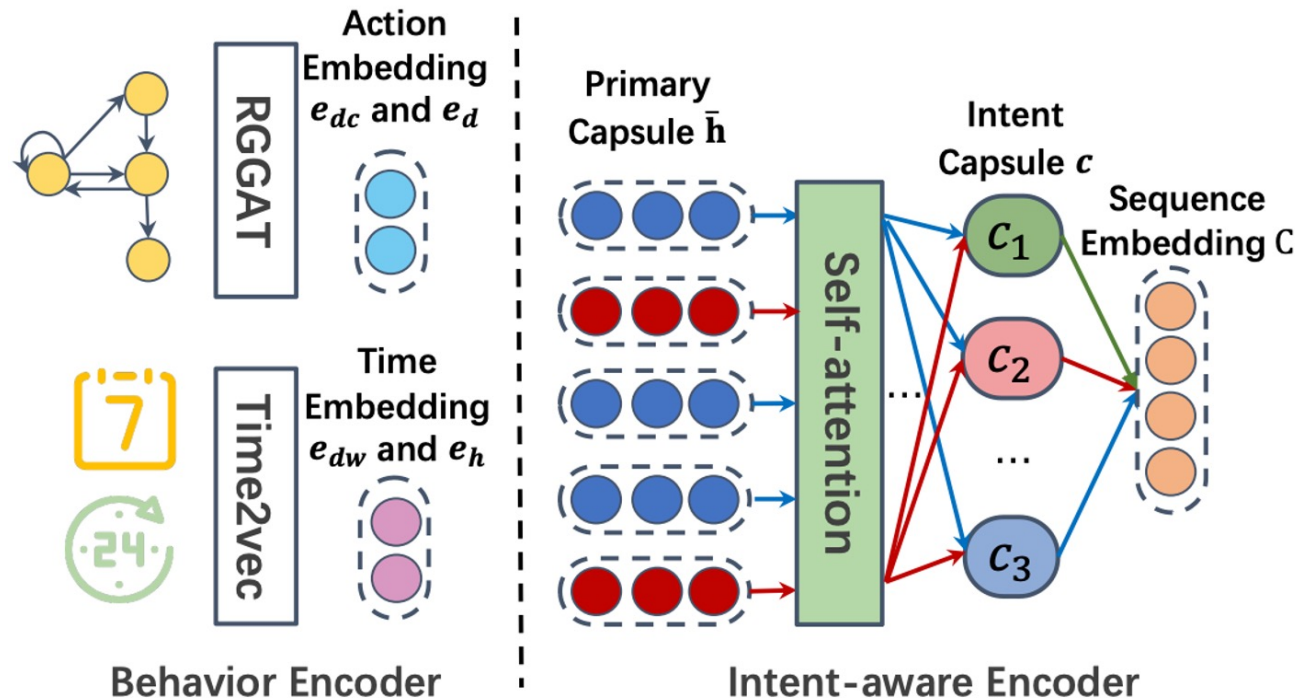 Action
Embedding
e_dc and e_d
RGGAT
Time
Embedding
e_dw and e_h
Time2vec
7
24
Behavior Encoder
Primary
Capsule h̄
Self-attention
...
Intent
Capsule c
c_1
c_2
...
c_3
Sequence
Embedding C
Intent-aware Encoder